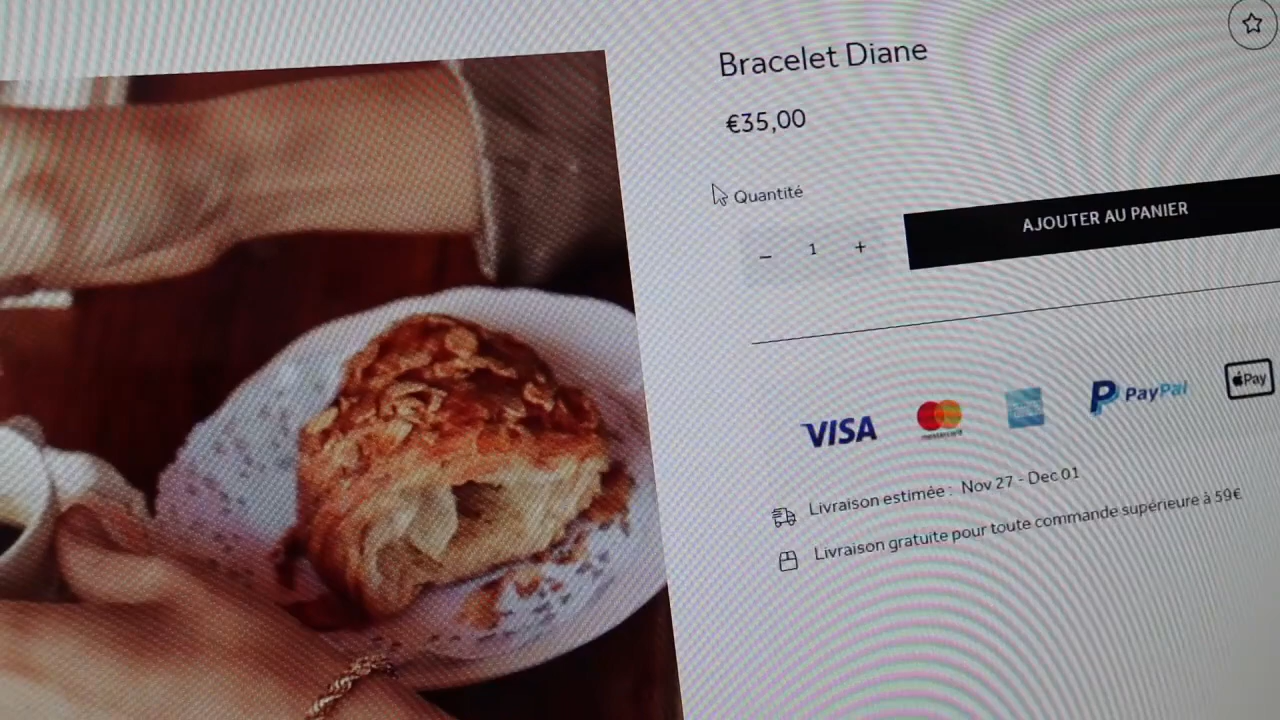 Bracelet Diane
€35,00
Quantité
− 1 +
AJOUTER AU PANIER
VISA
mastercard
PayPal
Pay
Livraison estimée : Nov 27 - Dec 01
Livraison gratuite pour toute commande supérieure à 59€